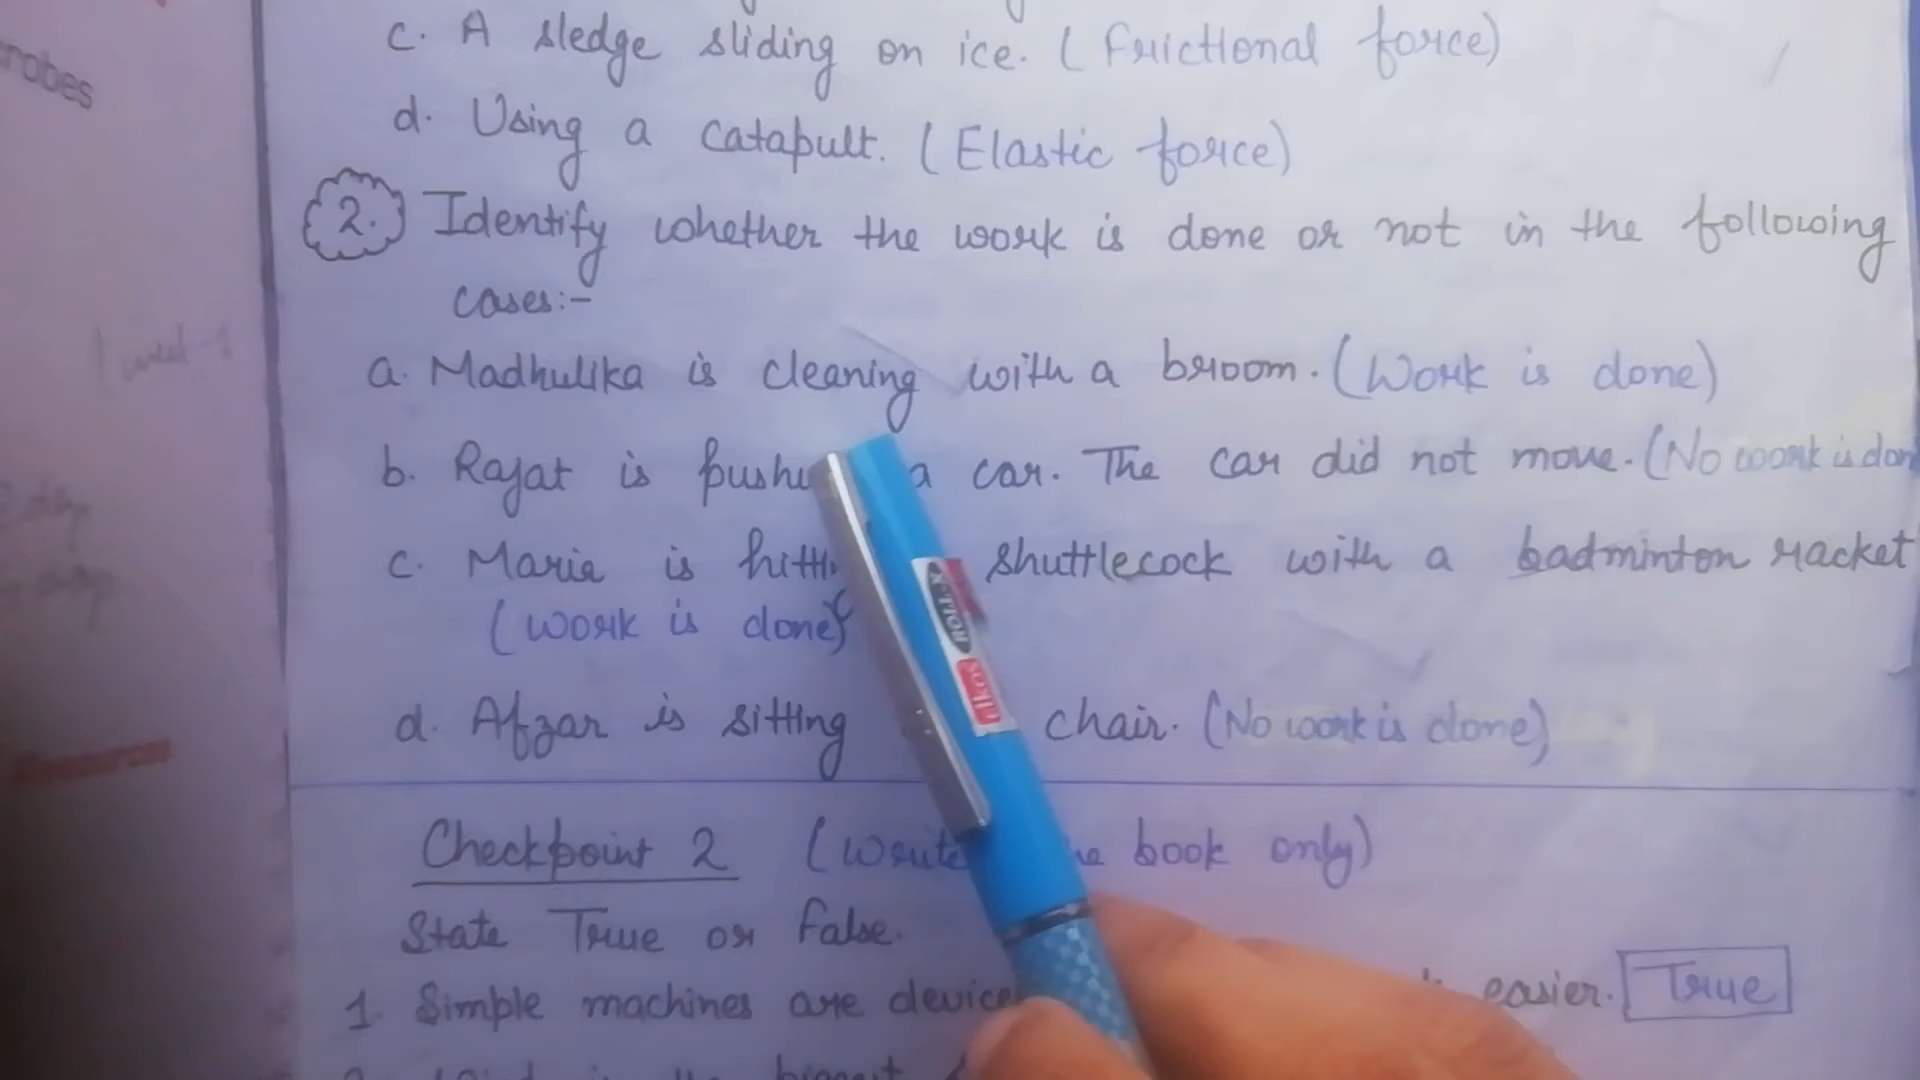 c. A sledge sliding on ice. (Frictional force)
d. Using a catapult. (Elastic force)
2. Identify whether the work is done or not in the following
cases:-
a. Madhulika is cleaning with a broom. (Work is done)
b. Rajat is a car. The car did not move. (No work is don
c. Maria is shuttlecock with a badminton racket
(work is done)
d. Afzar is sitting chair. (No work is done)
Checkpoint 2 (Write book only)
State True or False.
1. Simple machines are device easier. True
biggest
ROLL-X
elkos